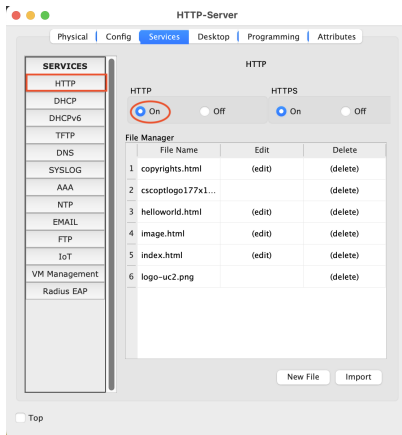 HTTP-Server
Physical Config Services Desktop Programming Attributes
SERVICES
HTTP
DHCP
DHCPv6
TFTP
DNS
SYSLOG
AAA
NTP
EMAIL
FTP
IoT
VM Management
Radius EAP
HTTP
HTTP HTTPS
On Off On Off
File Manager
File Name Edit Delete
1 copyrights.html (edit) (delete)
2 cscoptlogo177x1... (delete)
3 helloworld.html (edit) (delete)
4 image.html (edit) (delete)
5 index.html (edit) (delete)
6 logo-uc2.png (delete)
New File Import
Top